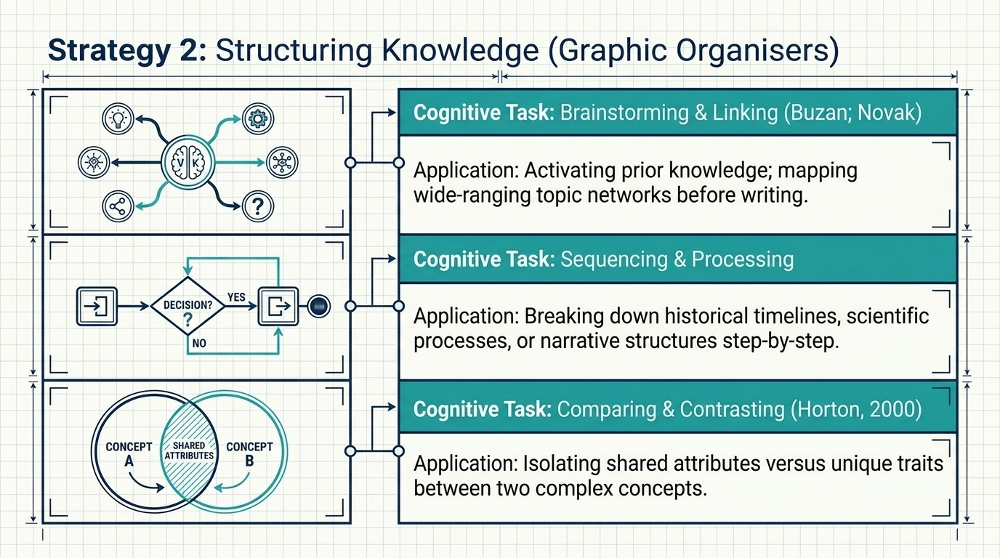 Strategy 2: Structuring Knowledge (Graphic Organisers)
V K
?
Cognitive Task: Brainstorming & Linking (Buzan; Novak)
Application: Activating prior knowledge; mapping
wide-ranging topic networks before writing.
DECISION?
?
YES
NO
Cognitive Task: Sequencing & Processing
Application: Breaking down historical timelines, scientific
processes, or narrative structures step-by-step.
CONCEPT
A
SHARED
ATTRIBUTES
CONCEPT
B
Cognitive Task: Comparing & Contrasting (Horton, 2000)
Application: Isolating shared attributes versus unique traits
between two complex concepts.